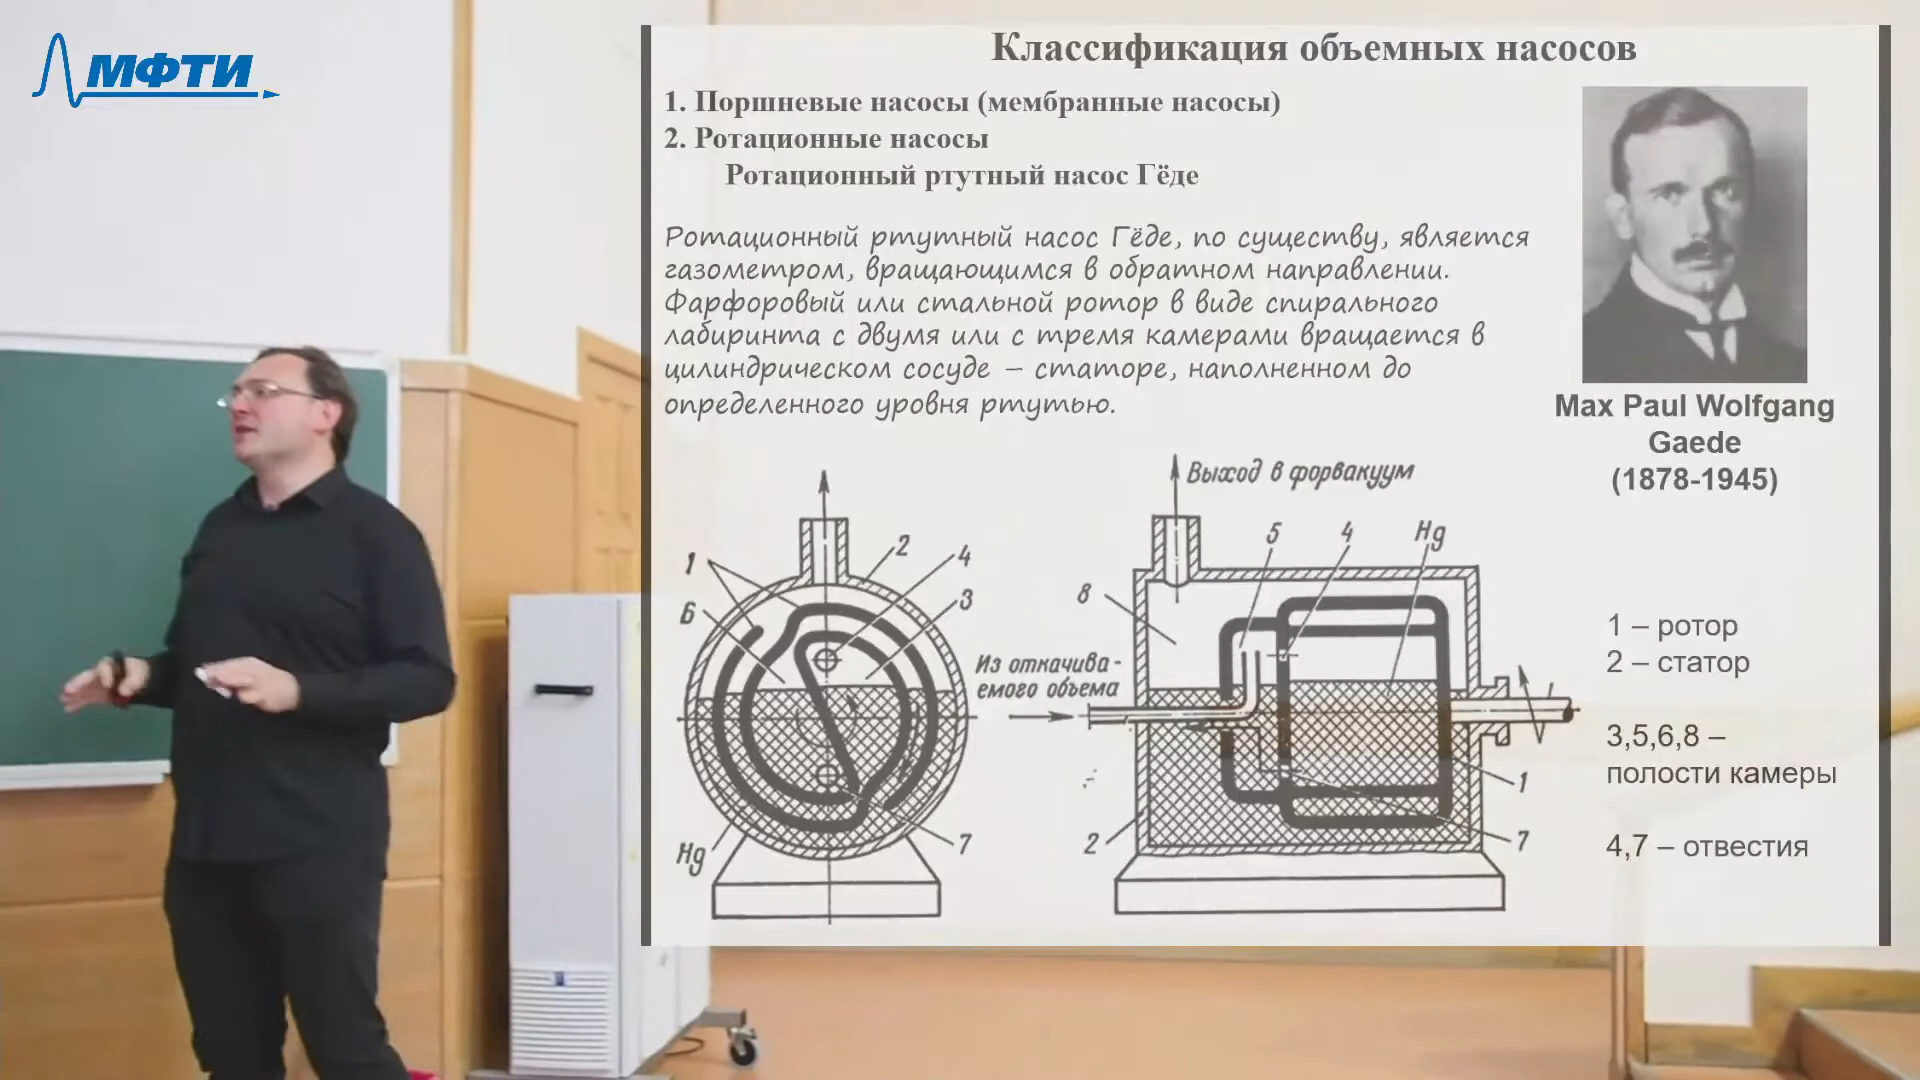 МФТИ
Классификация объемных насосов
1. Поршневые насосы (мембранные насосы)
2. Ротационные насосы
Ротационный ртутный насос Гёде
Ротационный ртутный насос Гёде, по существу, является
газометром, вращающимся в обратном направлении.
Фарфоровый или стальной ротор в виде спирального
лабиринта с двумя или с тремя камерами вращается в
цилиндрическом сосуде – статоре, наполненном до
определенного уровня ртутью.
Max Paul Wolfgang
Gaede
(1878-1945)
1
2
4
6
3
Hg
7
Выход в форвакуум
5
4
Hg
8
Из откачива-
емого объема
1
2
7
1 – ротор
2 – статор
3,5,6,8 –
полости камеры
4,7 – отвестия